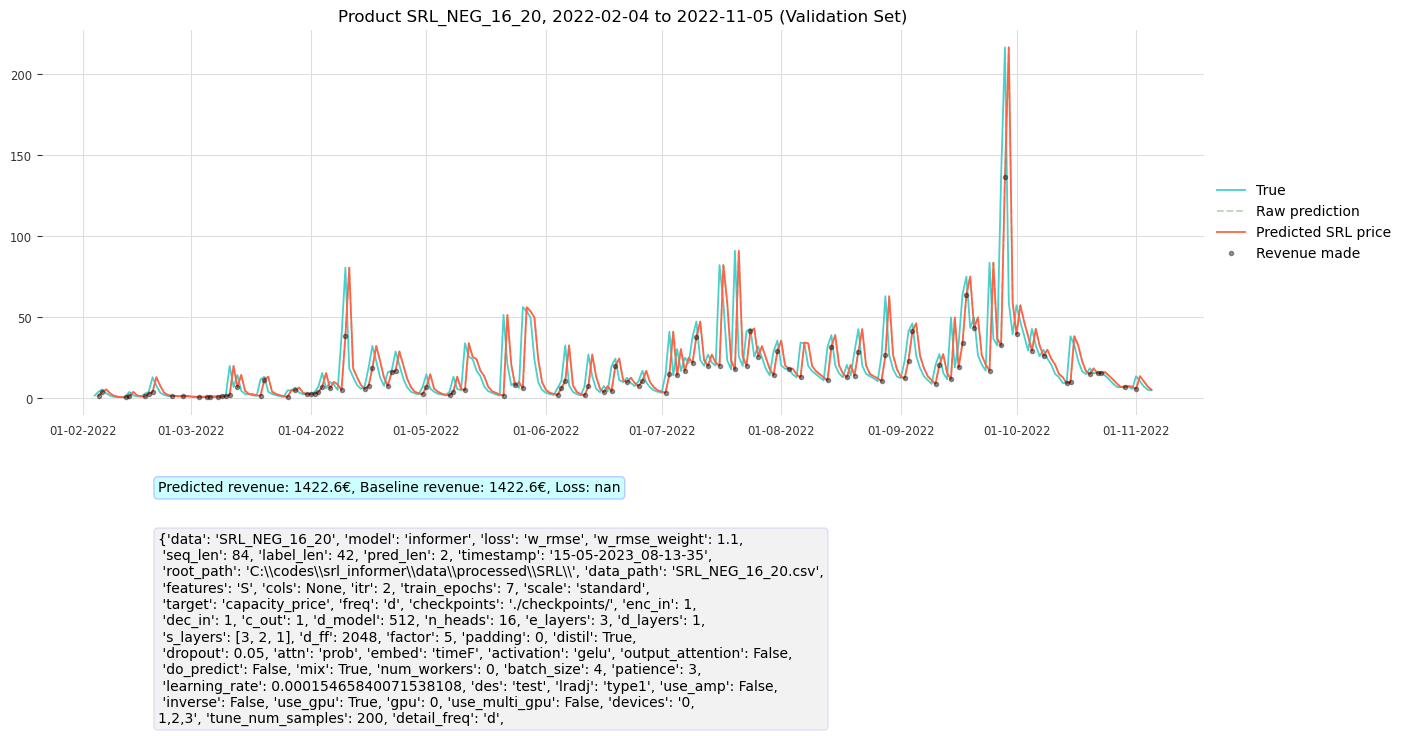 Product SRL_NEG_16_20, 2022-02-04 to 2022-11-05 (Validation Set)
200
150
100
50
0
01-02-2022 01-03-2022 01-04-2022 01-05-2022 01-06-2022 01-07-2022 01-08-2022 01-09-2022 01-10-2022 01-11-2022
True
Raw prediction
Predicted SRL price
Revenue made
Predicted revenue: 1422.6€, Baseline revenue: 1422.6€, Loss: nan
{'data': 'SRL_NEG_16_20', 'model': 'informer', 'loss': 'w_rmse', 'w_rmse_weight': 1.1,
'seq_len': 84, 'label_len': 42, 'pred_len': 2, 'timestamp': '15-05-2023_08-13-35',
'root_path': 'C:\\codes\\srl_informer\\data\\processed\\SRL\\', 'data_path': 'SRL_NEG_16_20.csv',
'features': 'S', 'cols': None, 'itr': 2, 'train_epochs': 7, 'scale': 'standard',
'target': 'capacity_price', 'freq': 'd', 'checkpoints': './checkpoints/', 'enc_in': 1,
'dec_in': 1, 'c_out': 1, 'd_model': 512, 'n_heads': 16, 'e_layers': 3, 'd_layers': 1,
's_layers': [3, 2, 1], 'd_ff': 2048, 'factor': 5, 'padding': 0, 'distil': True,
'dropout': 0.05, 'attn': 'prob', 'embed': 'timeF', 'activation': 'gelu', 'output_attention': False,
'do_predict': False, 'mix': True, 'num_workers': 0, 'batch_size': 4, 'patience': 3,
'learning_rate': 0.00015465840071538108, 'des': 'test', 'lradj': 'type1', 'use_amp': False,
'inverse': False, 'use_gpu': True, 'gpu': 0, 'use_multi_gpu': False, 'devices': '0,
1,2,3', 'tune_num_samples': 200, 'detail_freq': 'd',